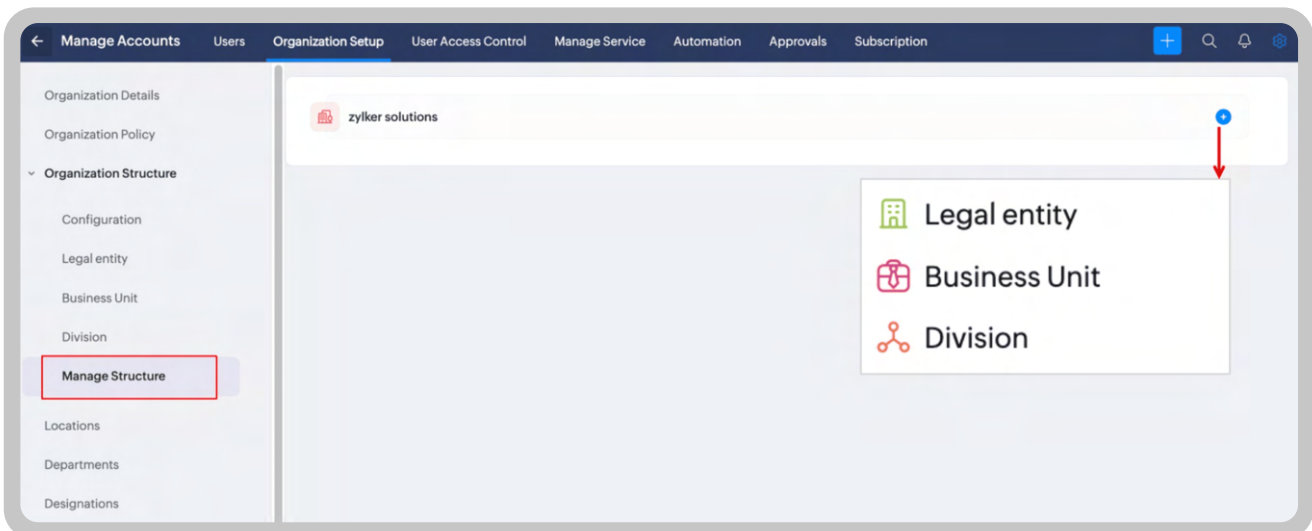 Manage Accounts Users Organization Setup User Access Control Manage Service Automation Approvals Subscription
Organization Details
Organization Policy
Organization Structure
Configuration
Legal entity
Business Unit
Division
Manage Structure
Locations
Departments
Designations
zylker solutions
Legal entity
Business Unit
Division